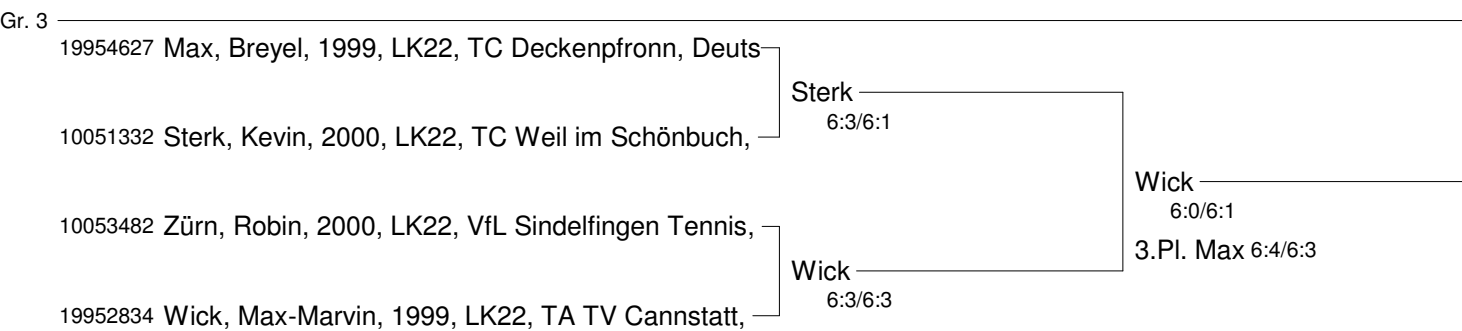 Gr. 3
19954627 Max, Breyel, 1999, LK22, TC Deckenpfronn, Deuts
Sterk
6:3/6:1
10051332 Sterk, Kevin, 2000, LK22, TC Weil im Schönbuch,
Wick
6:0/6:1
10053482 Zürn, Robin, 2000, LK22, VfL Sindelfingen Tennis,
3.Pl. Max 6:4/6:3
Wick
6:3/6:3
19952834 Wick, Max-Marvin, 1999, LK22, TA TV Cannstatt,